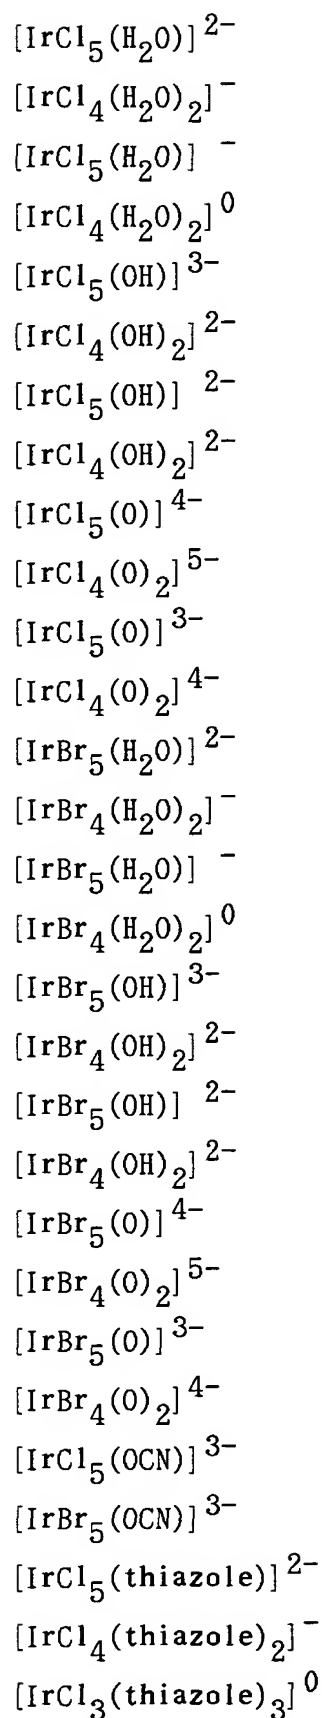 [IrCl₅(H₂O)]²⁻
[IrCl₄(H₂O)₂]⁻
[IrCl₅(H₂O)] ⁻
[IrCl₄(H₂O)₂]⁰
[IrCl₅(OH)]³⁻
[IrCl₄(OH)₂]²⁻
[IrCl₅(OH)] ²⁻
[IrCl₄(OH)₂]²⁻
[IrCl₅(O)]⁴⁻
[IrCl₄(O)₂]⁵⁻
[IrCl₅(O)]³⁻
[IrCl₄(O)₂]⁴⁻
[IrBr₅(H₂O)]²⁻
[IrBr₄(H₂O)₂]⁻
[IrBr₅(H₂O)] ⁻
[IrBr₄(H₂O)₂]⁰
[IrBr₅(OH)]³⁻
[IrBr₄(OH)₂]²⁻
[IrBr₅(OH)] ²⁻
[IrBr₄(OH)₂]²⁻
[IrBr₅(O)]⁴⁻
[IrBr₄(O)₂]⁵⁻
[IrBr₅(O)]³⁻
[IrBr₄(O)₂]⁴⁻
[IrCl₅(OCN)]³⁻
[IrBr₅(OCN)]³⁻
[IrCl₅(thiazole)]²⁻
[IrCl₄(thiazole)₂]⁻
[IrCl₃(thiazole)₃]⁰